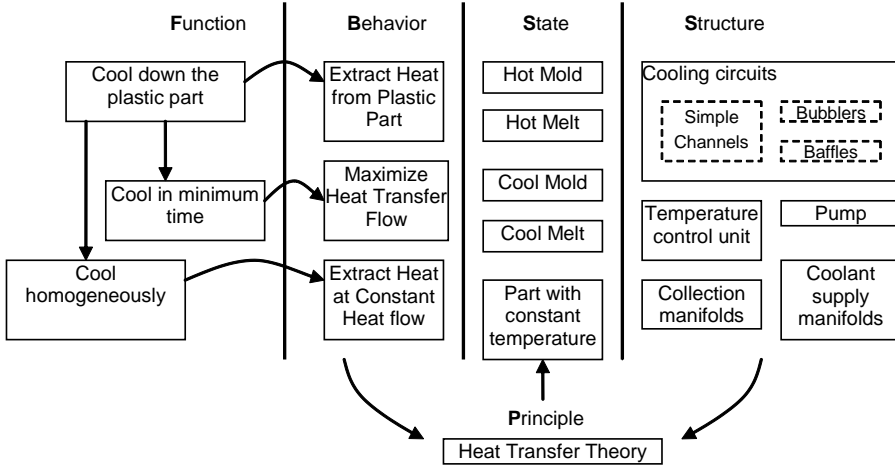 Function
Behavior
State
Structure
Cool down the
plastic part
Cool in minimum
time
Cool
homogeneously
Extract Heat
from Plastic
Part
Maximize
Heat Transfer
Flow
Extract Heat
at Constant
Heat flow
Hot Mold
Hot Melt
Cool Mold
Cool Melt
Part with
constant
temperature
Cooling circuits
Simple
Channels
Bubblers
Baffles
Temperature
control unit
Pump
Collection
manifolds
Coolant
supply
manifolds
Principle
Heat Transfer Theory